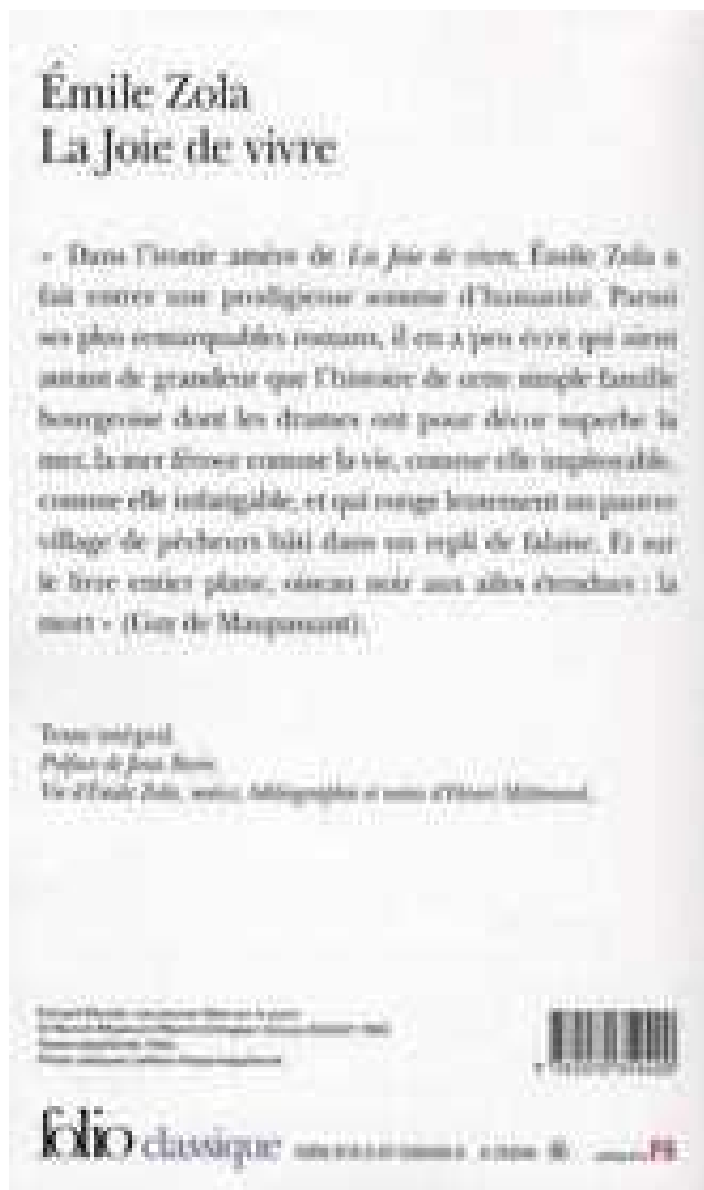 Émile Zola
La Joie de vivre
« Dans l'ironie amère de La Joie de vivre, Émile Zola a
fait entrer une prodigieuse somme d'humanité. Parmi
ses plus remarquables romans, il en a peu écrit qui aient
autant de grandeur que l'histoire de cette simple famille
bourgeoise dont les drames ont pour décor superbe la
mer, la mer féroce comme la vie, comme elle impitoyable,
comme elle infatigable, et qui ronge lentement un pauvre
village de pêcheurs bâti dans un repli de falaise. Et sur
le livre entier plane, oiseau noir aux ailes étendues : la
mort » (Guy de Maupassant).
Texte intégral.
Préface de Jean
Vie d'Émile Zola, notice, bibliographie et notes d'Henri Mitterand.
folio classique